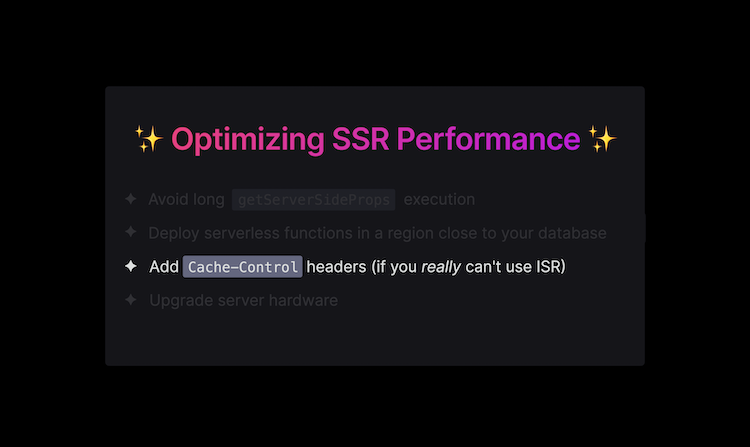 ✨ Optimizing SSR Performance ✨
✦ Avoid long getServerSideProps execution
✦ Deploy serverless functions in a region close to your database
✦ Add Cache-Control headers (if you really can't use ISR)
✦ Upgrade server hardware